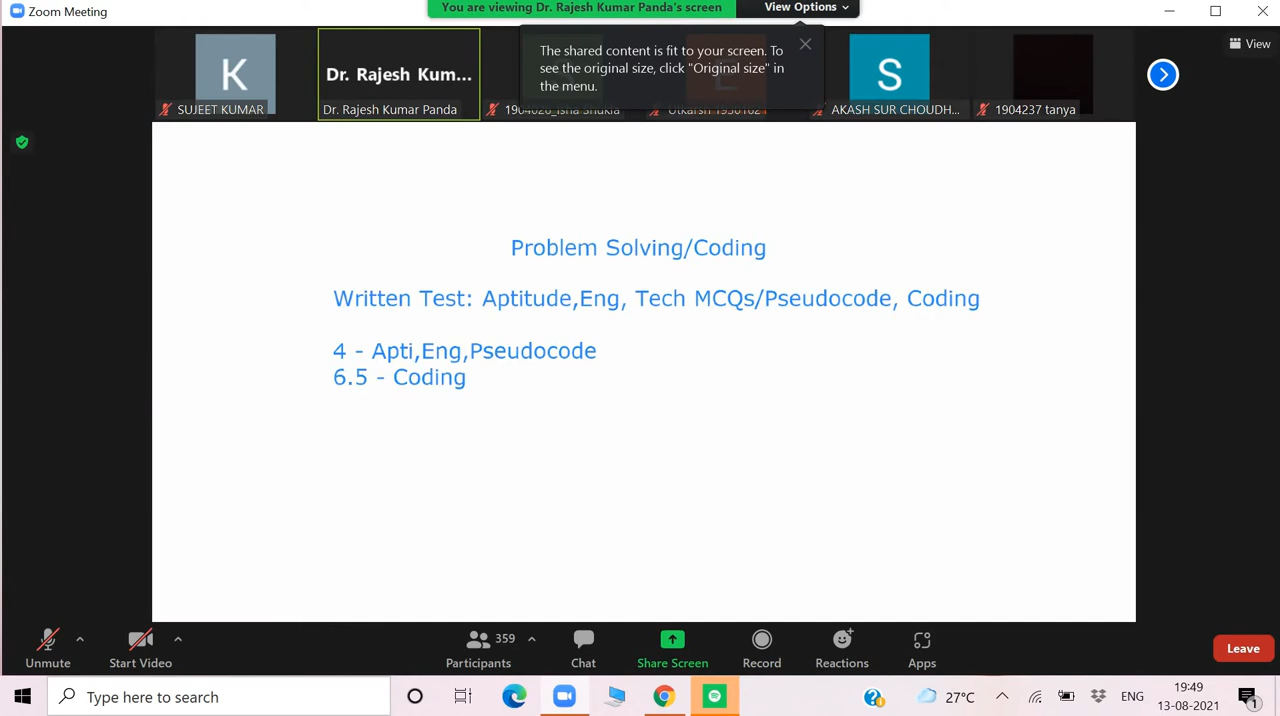 Zoom Meeting
You are viewing Dr. Rajesh Kumar Panda's screen
View Options
The shared content is fit to your screen. To
see the original size, click "Original size" in
the menu.
View
K
Dr. Rajesh Kum...
S
SUJEET KUMAR
Dr. Rajesh Kumar Panda
AKASH SUR CHOUDH...
1904237 tanya
Problem Solving/Coding
Written Test: Aptitude,Eng, Tech MCQs/Pseudocode, Coding
4 - Apti,Eng,Pseudocode
6.5 - Coding
359
Unmute
Start Video
Participants
Chat
Share Screen
Record
Reactions
Apps
Leave
Type here to search
27°C
ENG
19:49
13-08-2021
1